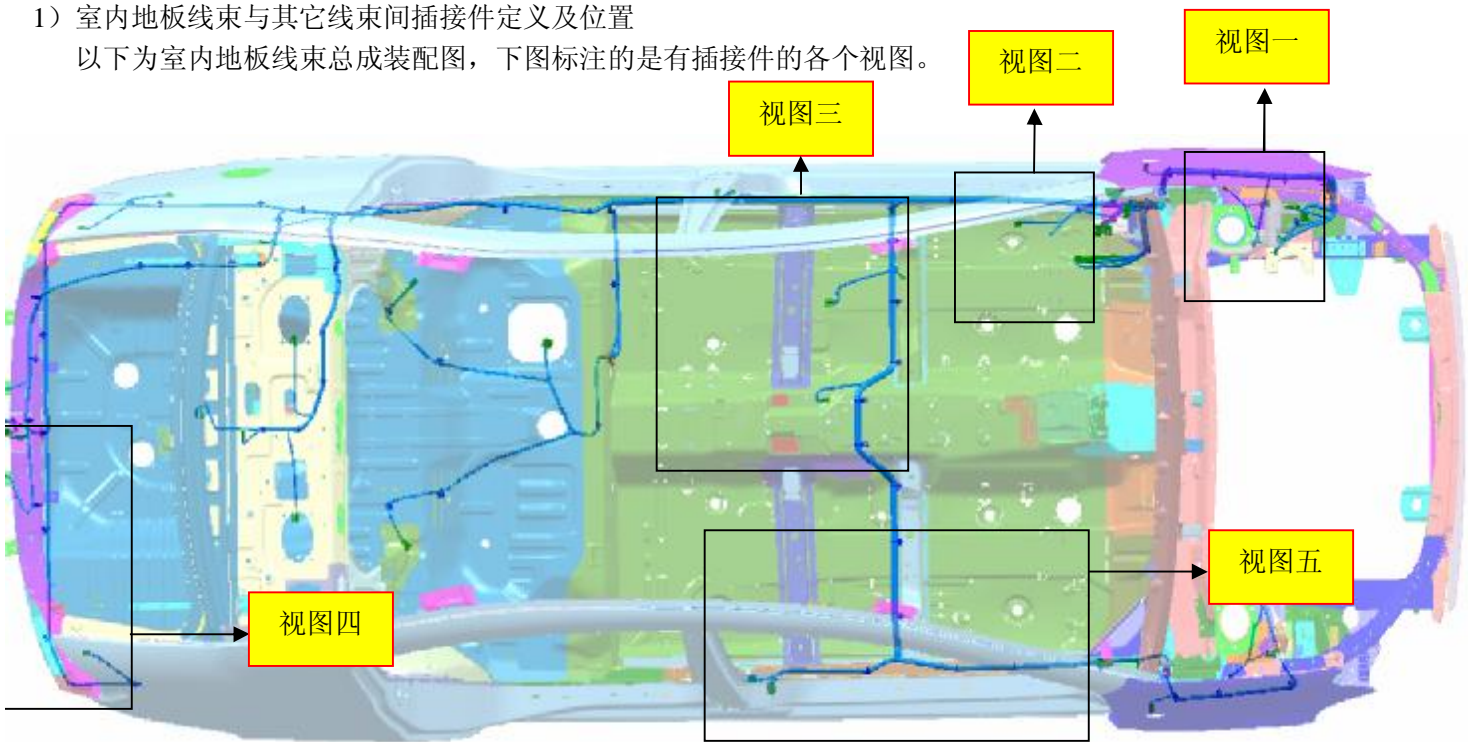 1）室内地板线束与其它线束间插接件定义及位置
以下为室内地板线束总成装配图，下图标注的是有插接件的各个视图。
视图一
视图二
视图三
视图五
视图四